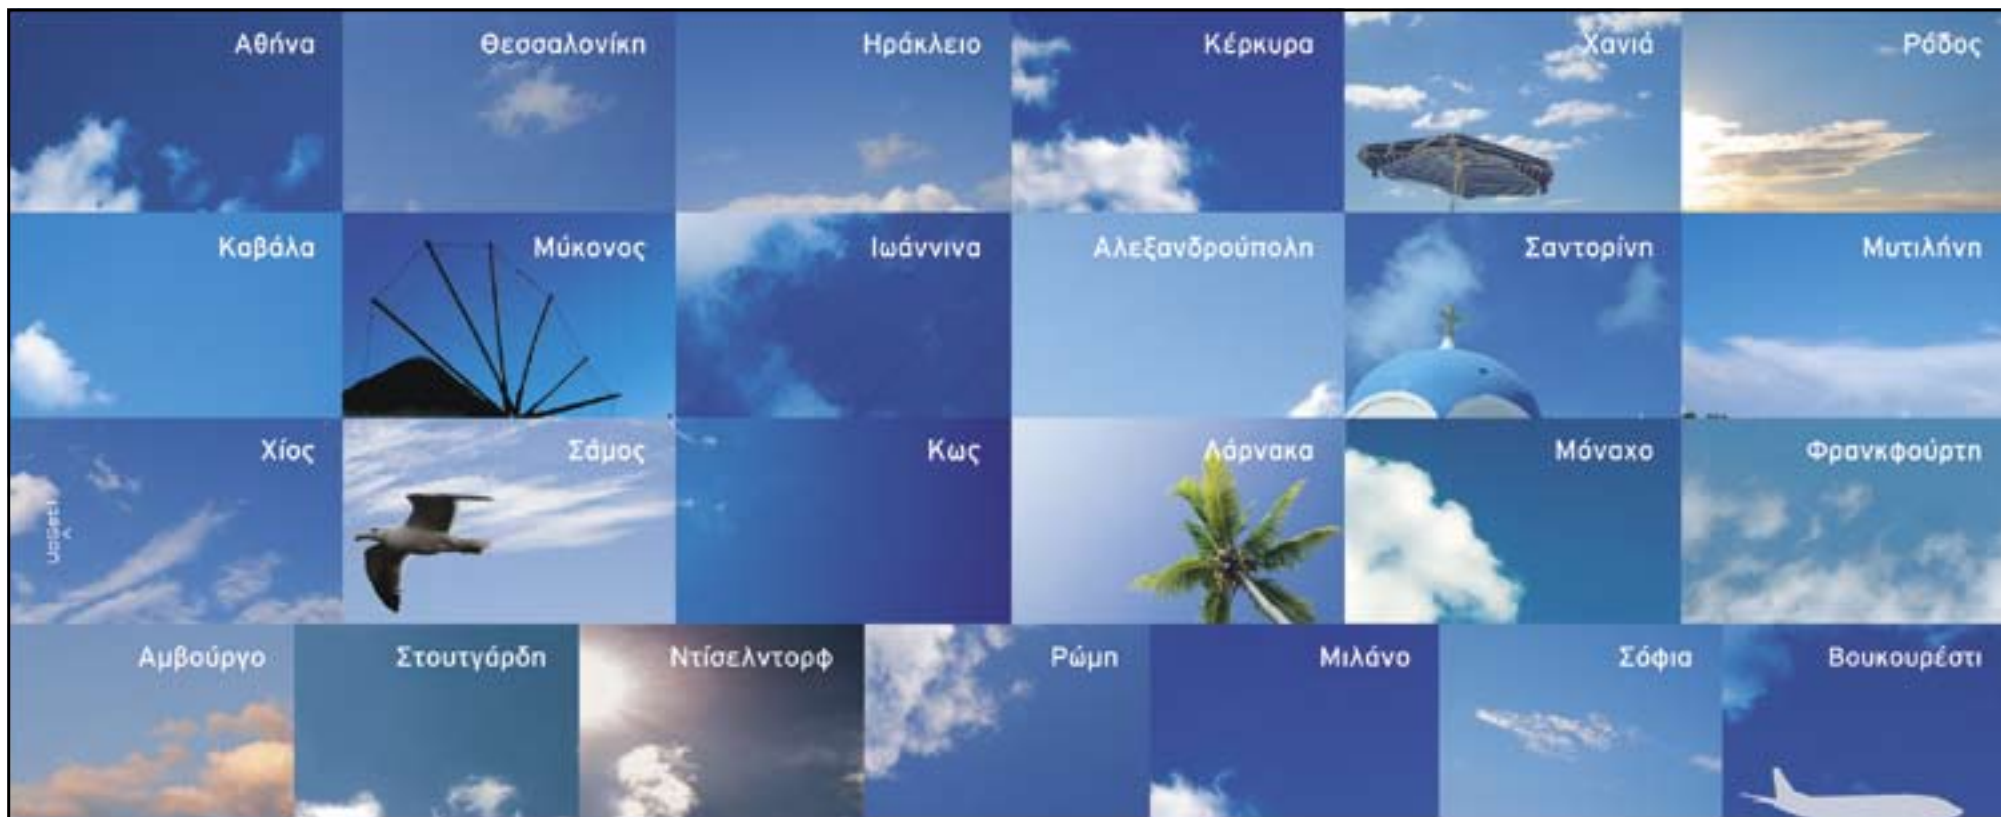 Αθήνα
Θεσσαλονίκη
Ηράκλειο
Κέρκυρα
Χανιά
Ρόδος
Καβάλα
Μύκονος
Ιωάννινα
Αλεξανδρούπολη
Σαντορίνη
Μυτιλήνη
Χίος
Σάμος
Κως
Λάρνακα
Μόναχο
Φρανκφούρτη
Αμβούργο
Στουτγάρδη
Ντίσελντορφ
Ρώμη
Μιλάνο
Σόφια
Βουκουρέστι